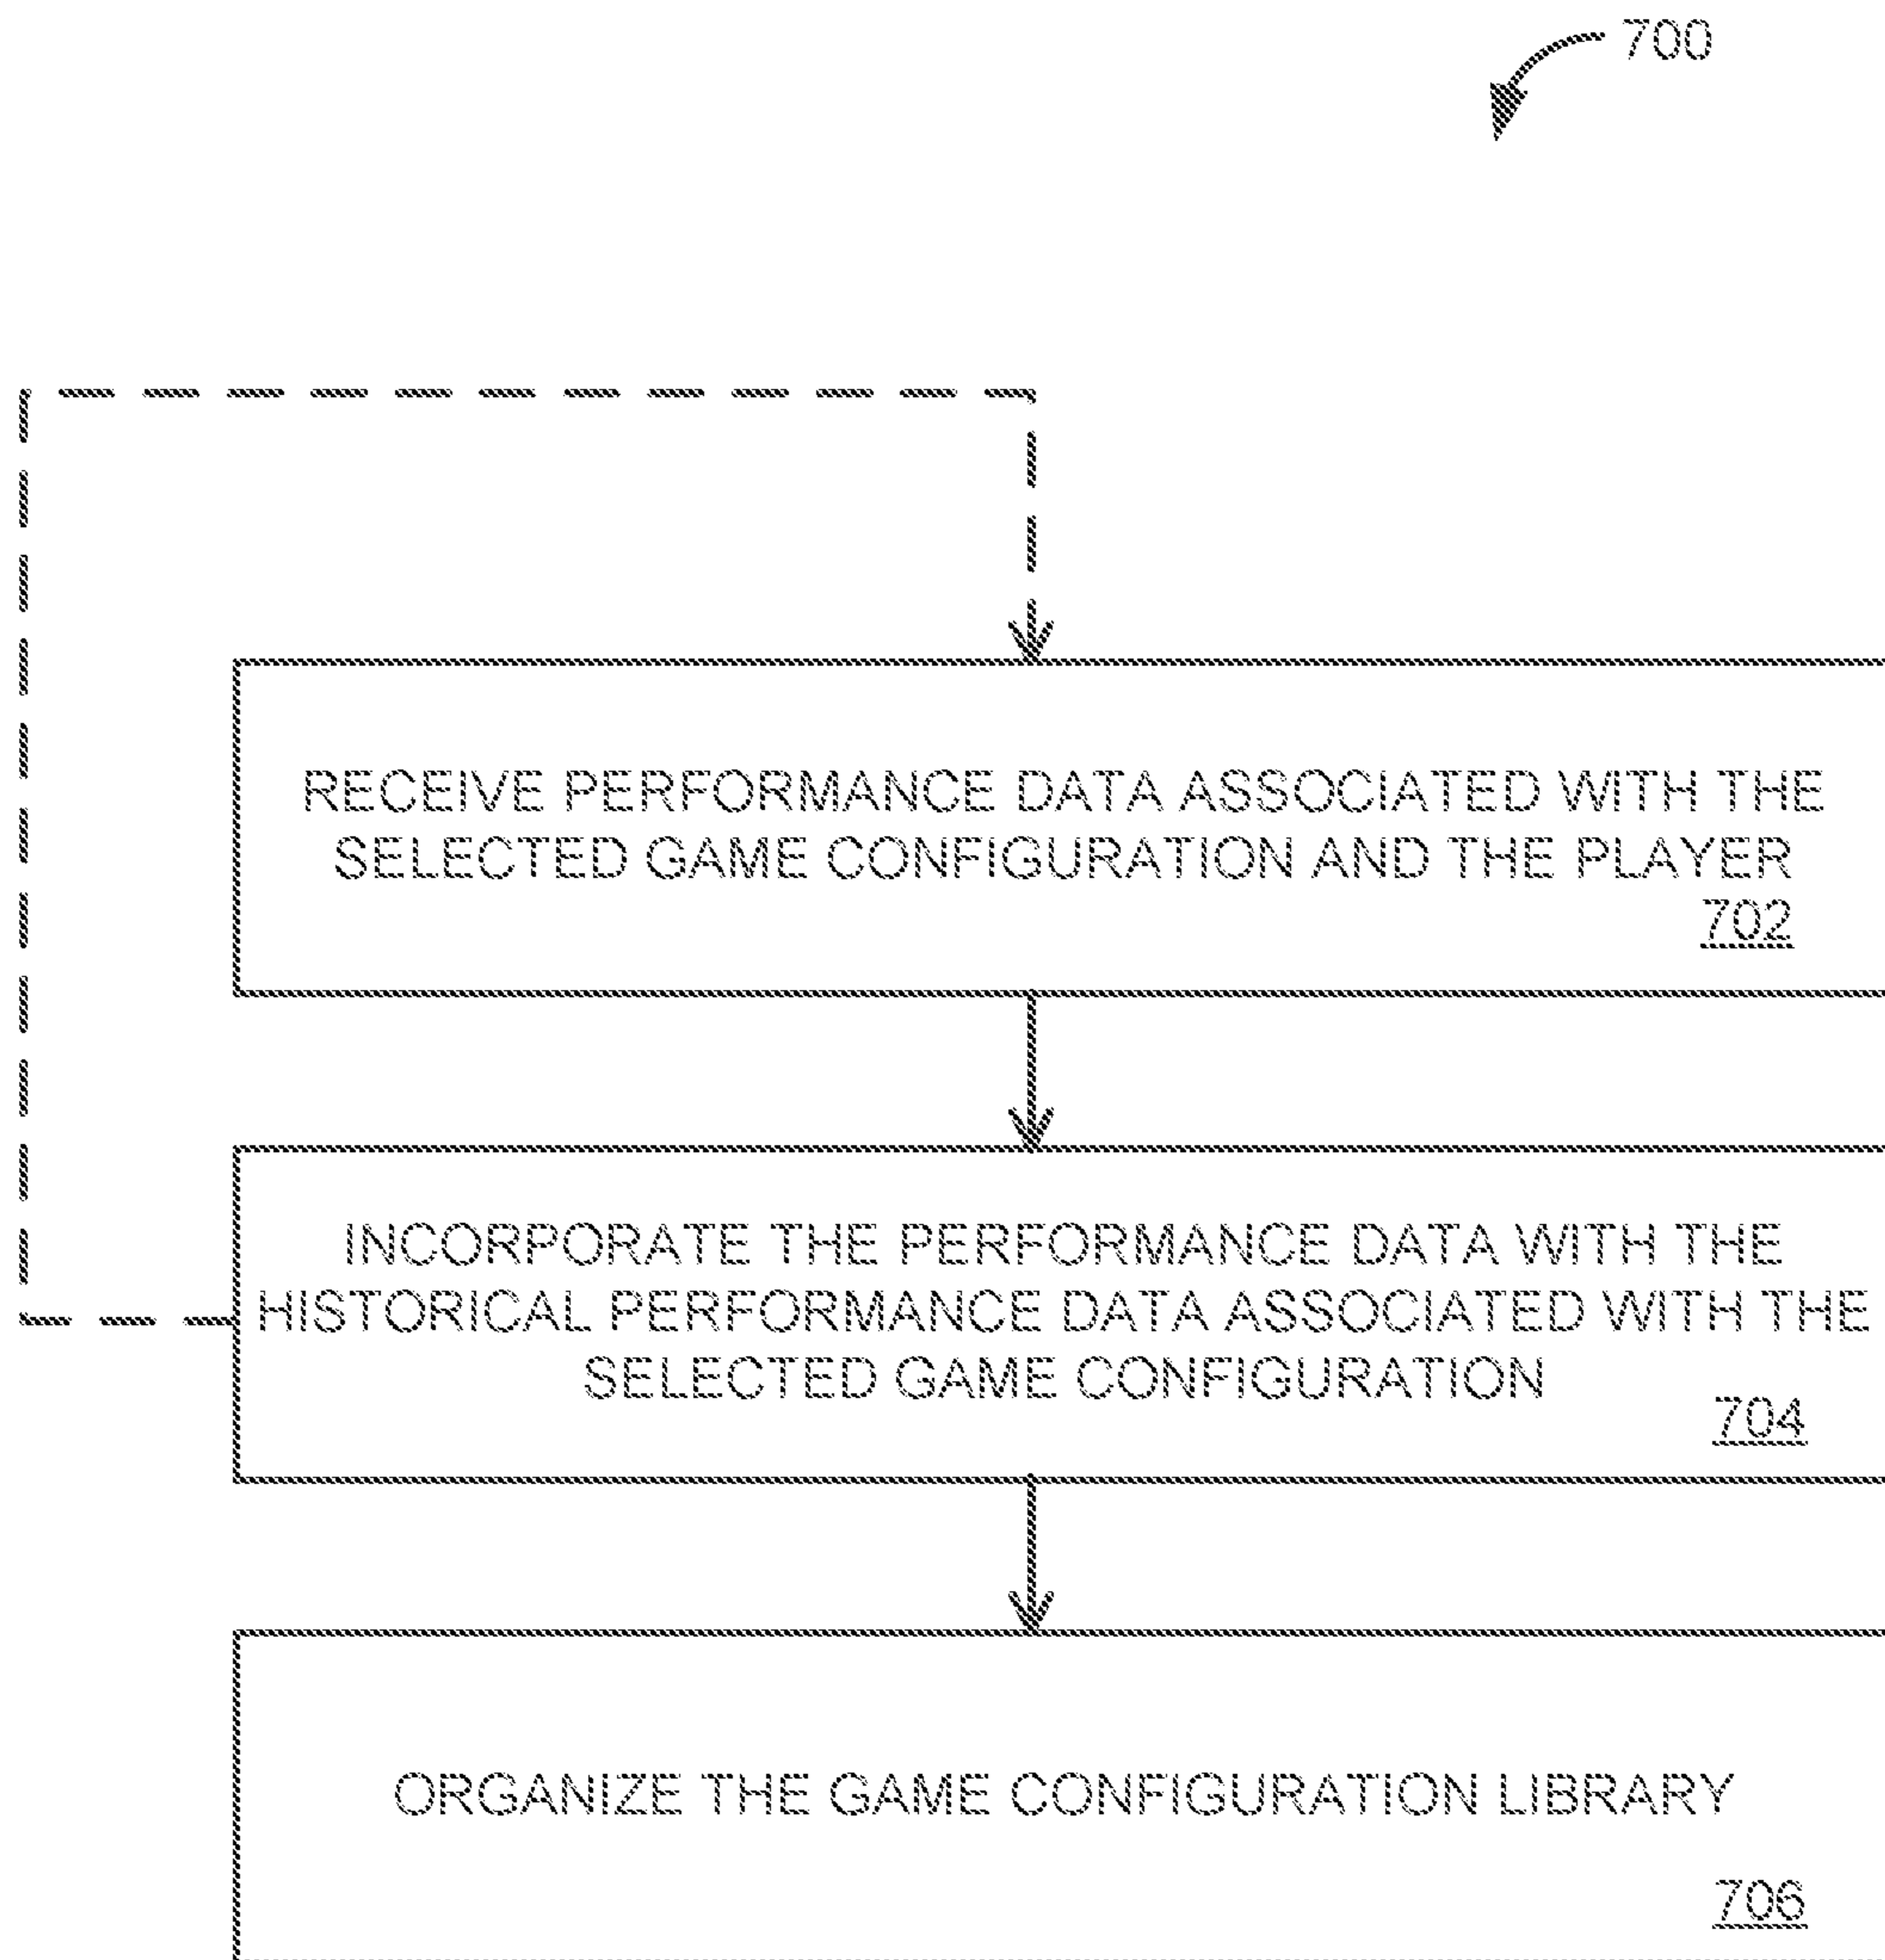 700
RECEIVE PERFORMANCE DATA ASSOCIATED WITH THE
SELECTED GAME CONFIGURATION AND THE PLAYER
702
INCORPORATE THE PERFORMANCE DATA WITH THE
HISTORICAL PERFORMANCE DATA ASSOCIATED WITH THE
SELECTED GAME CONFIGURATION
704
ORGANIZE THE GAME CONFIGURATION LIBRARY
706